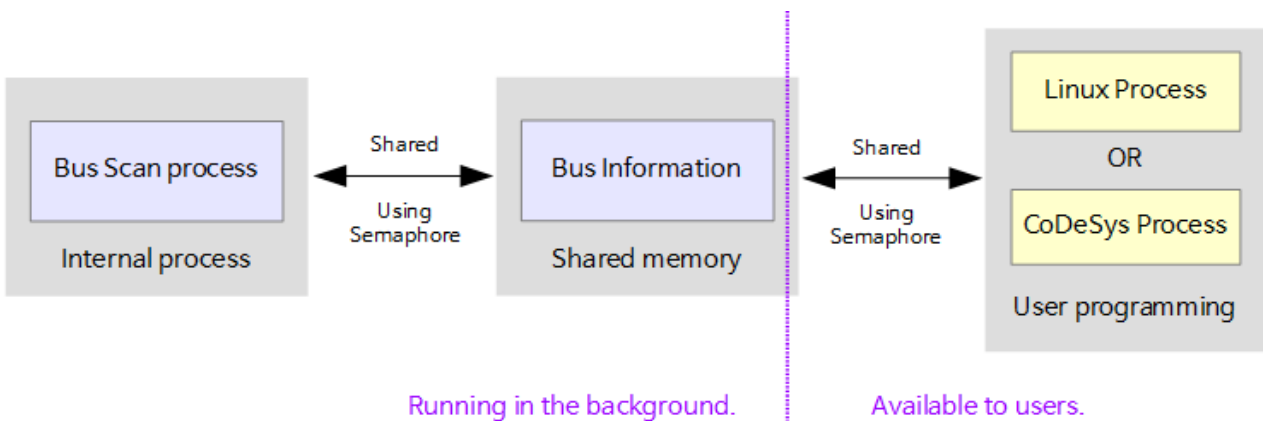 Bus Scan process
Internal process
Shared
Using
Semaphore
Bus Information
Shared memory
Shared
Using
Semaphore
Linux Process
OR
CoDeSys Process
User programming
Running in the background.
Available to users.